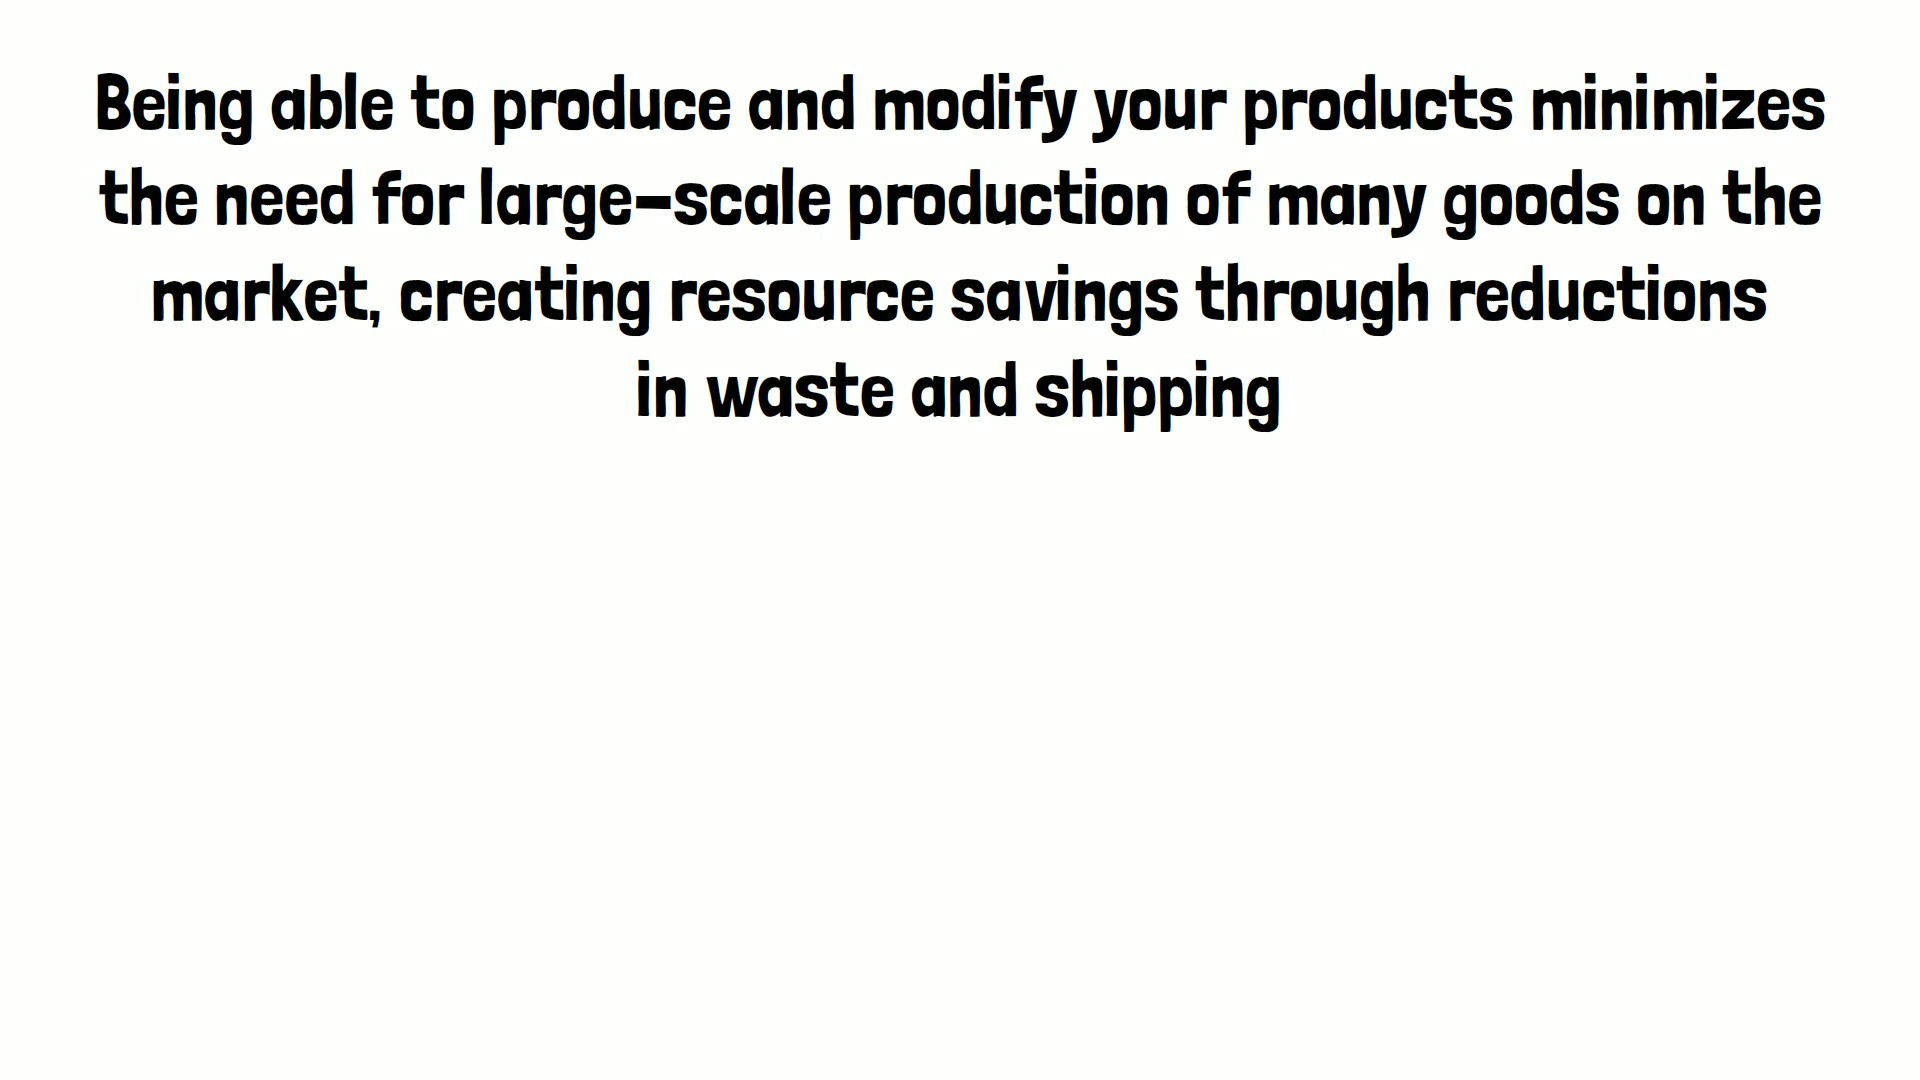 Being able to produce and modify your products minimizes
the need for large-scale production of many goods on the
market, creating resource savings through reductions
in waste and shipping